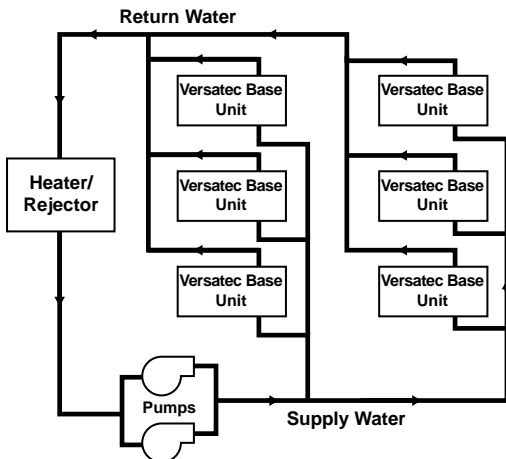 Return Water
Versatec Base
Unit
Versatec Base
Unit
Heater/
Rejector
Versatec Base
Unit
Versatec Base
Unit
Versatec Base
Unit
Versatec Base
Unit
Pumps
Supply Water